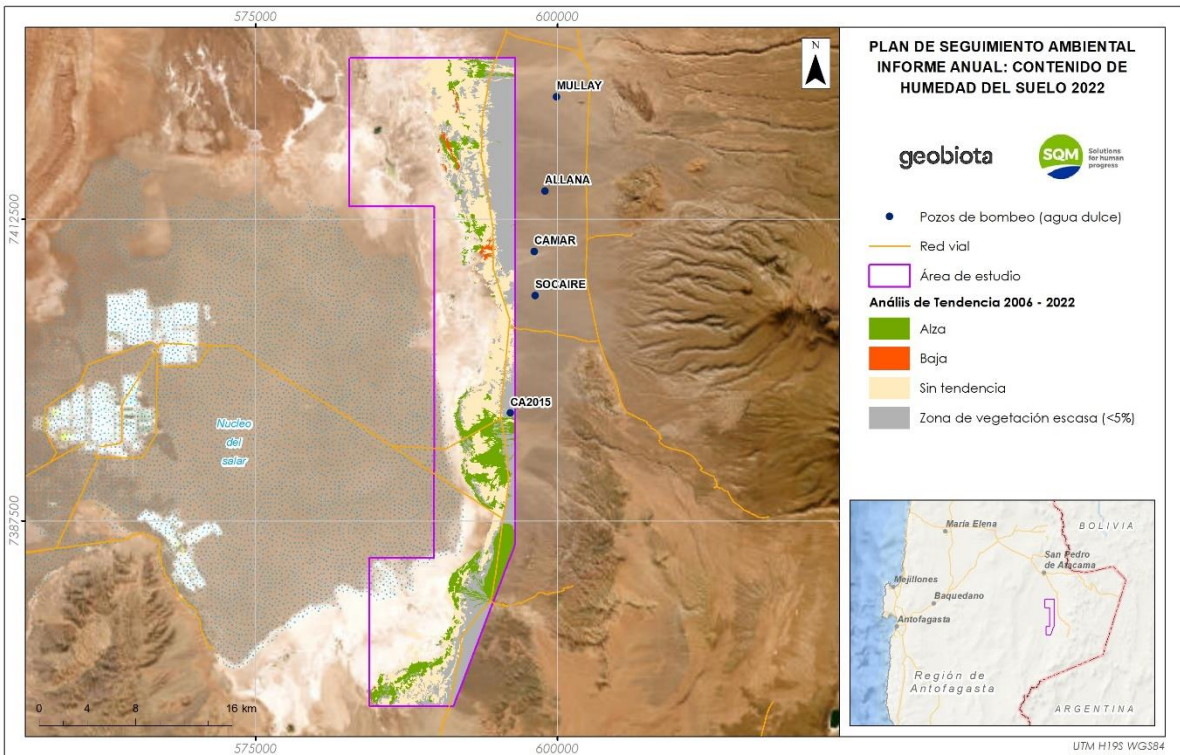 575000
600000
7412500
7387500
MULLAY
ALLANA
CAMAR
SOCAIRE
CA2015
Nucleo
del
salar
N
0 4 8 16 km
575000
600000
PLAN DE SEGUIMIENTO AMBIENTAL
INFORME ANUAL: CONTENIDO DE
HUMEDAD DEL SUELO 2022
geobiota
SQM
Solutions
for human
progress
Pozos de bombeo (agua dulce)
Red vial
Área de estudio
Análiis de Tendencia 2006 - 2022
Alza
Baja
Sin tendencia
Zona de vegetación escasa (<5%)
María Elena
BOLIVIA
San Pedro
de Atacama
Mejillones
Baquedano
Antofagasta
Región de
Antofagasta
ARGENTINA
UTM H19S WGS84